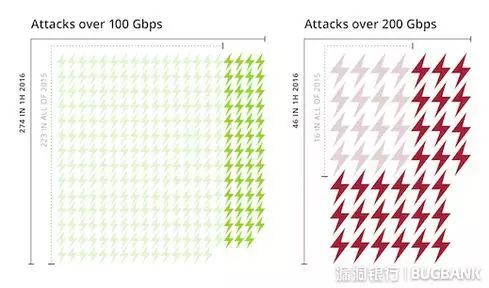 Attacks over 100 Gbps
274 IN 1H 2016
223 IN ALL OF 2015
Attacks over 200 Gbps
46 IN 1H 2016
16 IN ALL OF 2015
漏洞银行 | BUGBANK